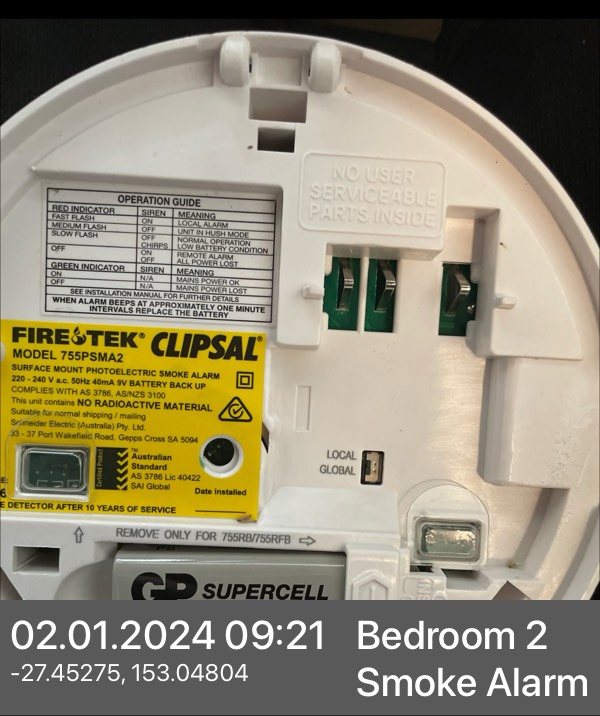 NO USER
SERVICEABLE
PARTS INSIDE
OPERATION GUIDE
RED INDICATOR SIREN MEANING
FAST FLASH ON LOCAL ALARM
MEDIUM FLASH OFF UNIT IN HUSH MODE
SLOW FLASH OFF NORMAL OPERATION
CHIRPS LOW BATTERY CONDITION
OFF ON REMOTE ALARM
OFF ALL POWER LOST
GREEN INDICATOR SIREN MEANING
ON N/A MAINS POWER OK
OFF N/A MAINS POWER LOST
SEE INSTALLATION MANUAL FOR FURTHER DETAILS
WHEN ALARM BEEPS AT APPROXIMATELY ONE MINUTE
INTERVALS REPLACE THE BATTERY
FIRETEK® CLIPSAL®
MODEL 755PSMA2
SURFACE MOUNT PHOTOELECTRIC SMOKE ALARM
220 - 240 V a.c. 50Hz 40mA 9V BATTERY BACK UP
COMPLIES WITH AS 3786, AS/NZS 3100
This unit contains NO RADIOACTIVE MATERIAL
Suitable for normal shipping / mailing
Schneider Electric (Australia) Pty. Ltd.
33 - 37 Port Wakefield Road, Gepps Cross SA 5094
Certified Product
TM
Australian
Standard
AS 3786 Lic 40422
SAI Global
Date installed
E DETECTOR AFTER 10 YEARS OF SERVICE
LOCAL
GLOBAL
REMOVE ONLY FOR 755RB/755RFB
GP SUPERCELL
02.01.2024 09:21
-27.45275, 153.04804
Bedroom 2
Smoke Alarm